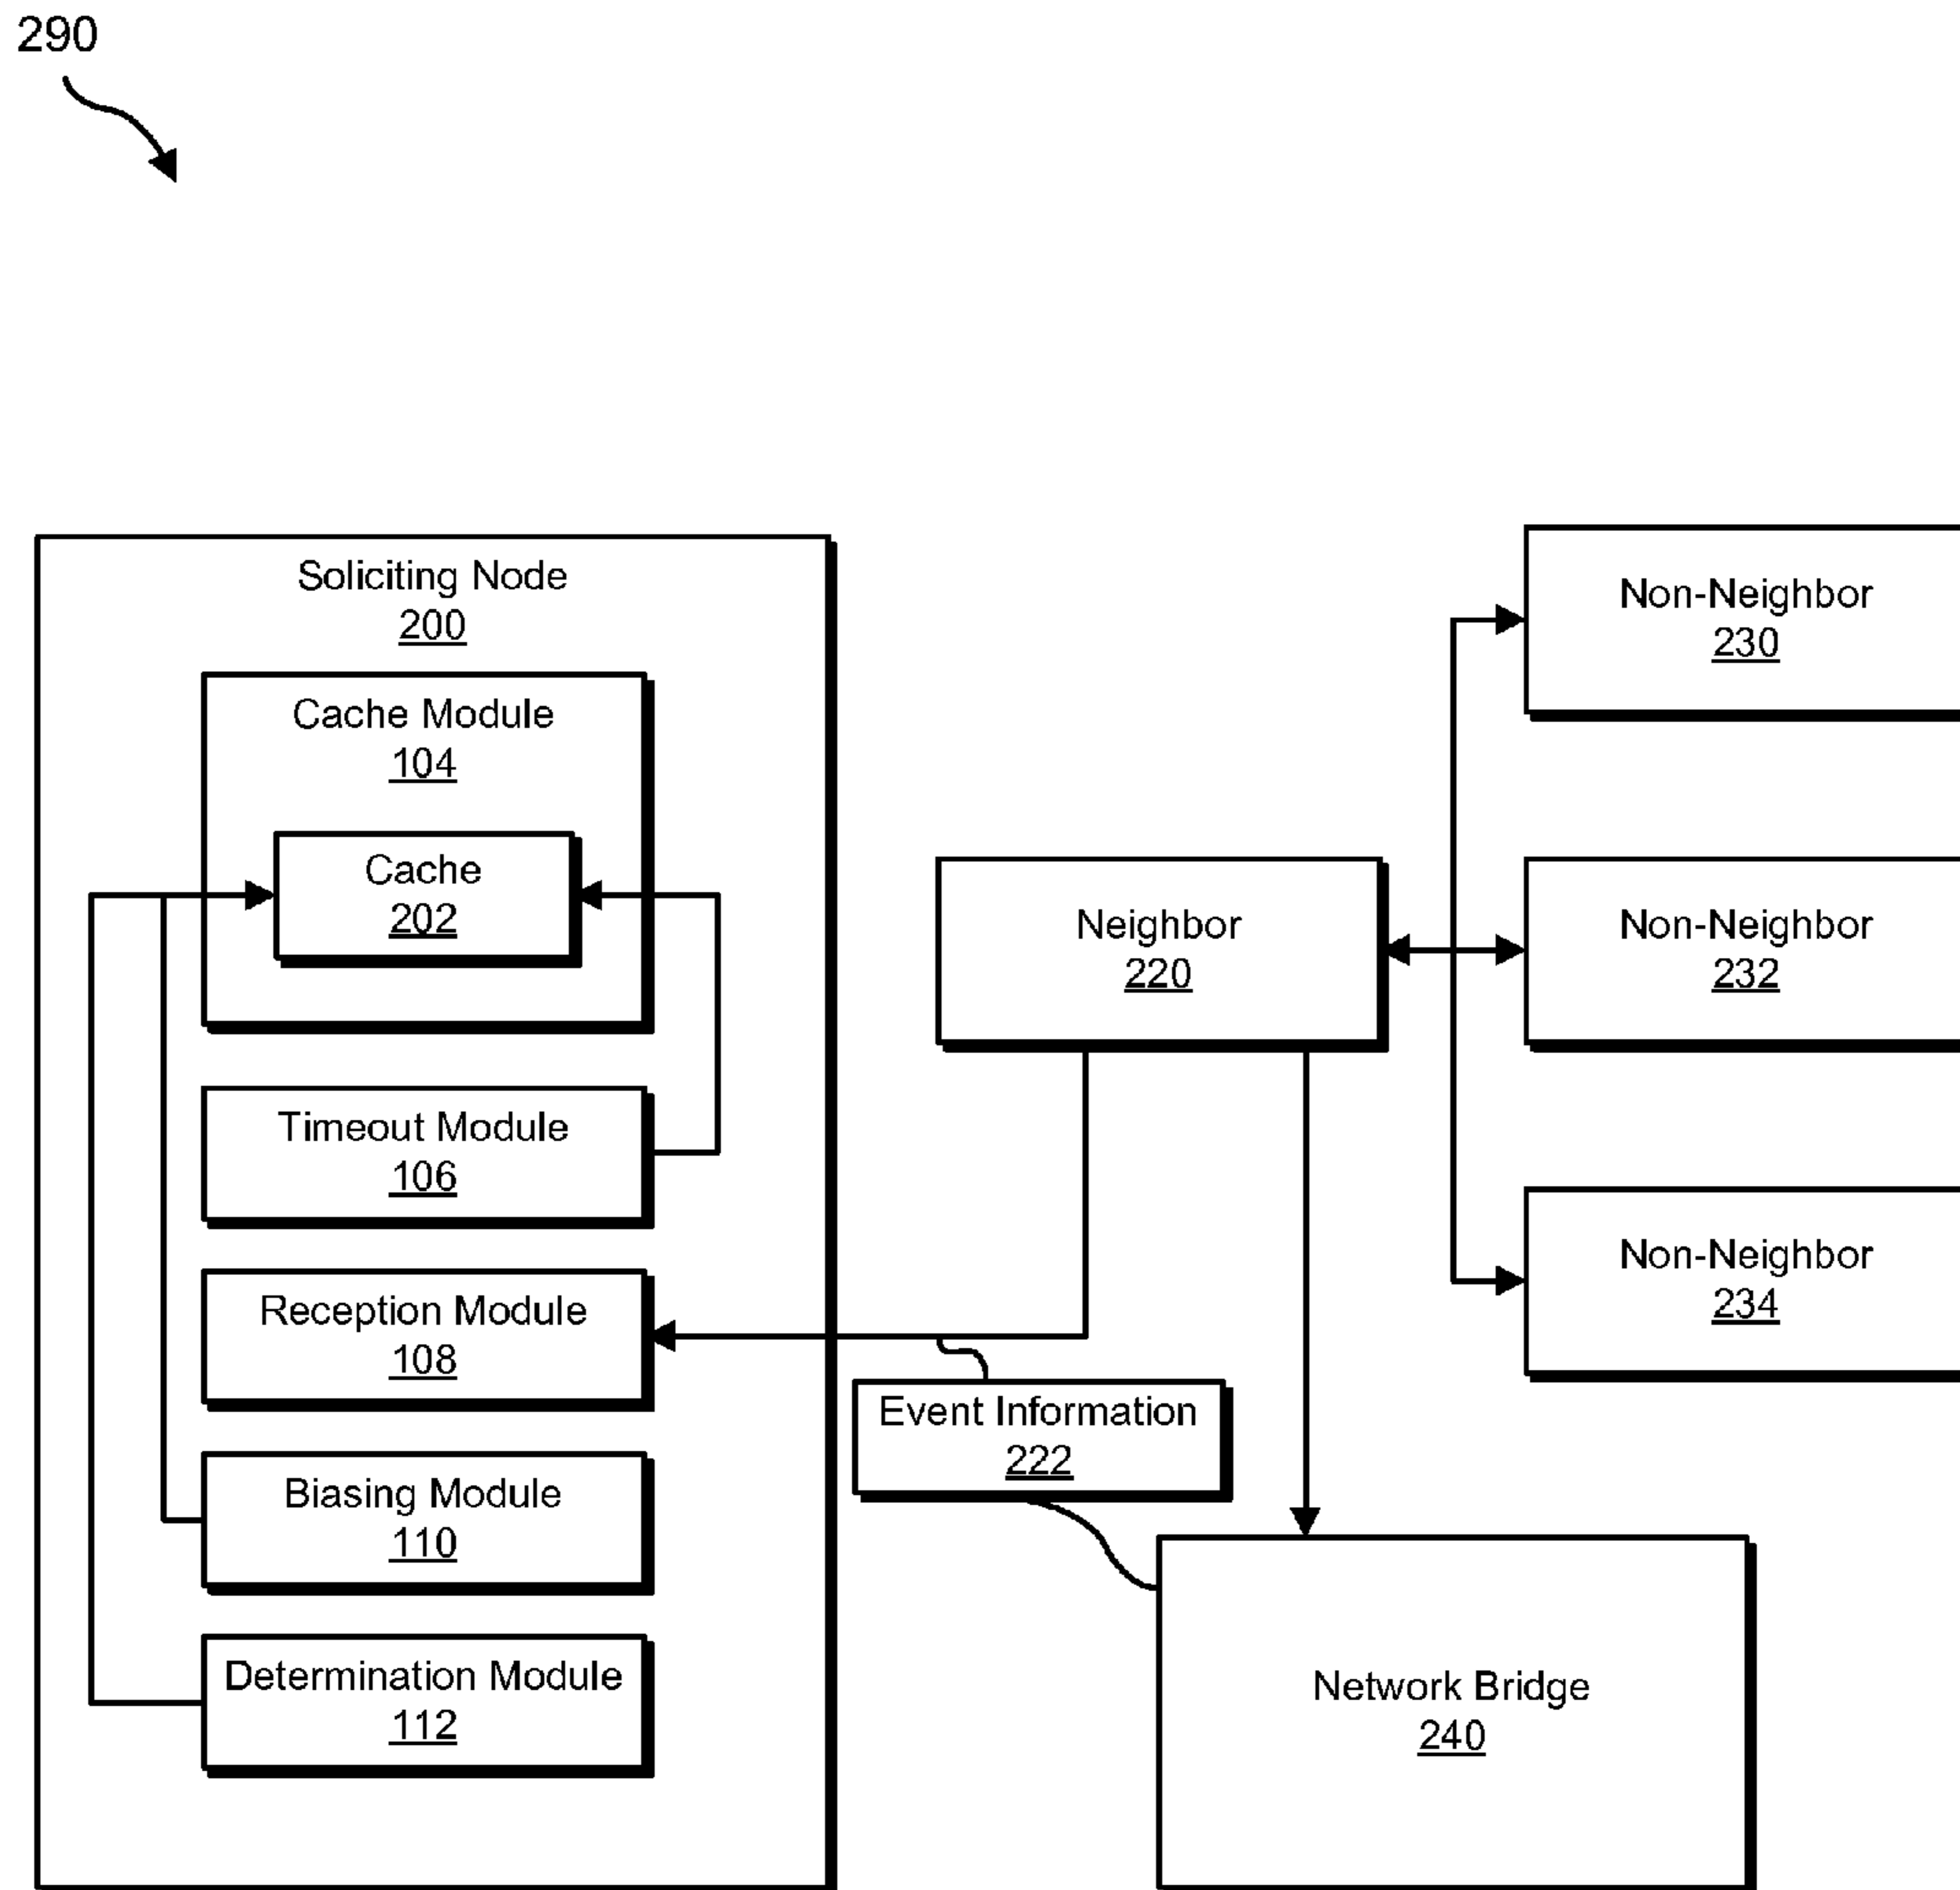 290
Soliciting Node
200
Cache Module
104
Cache
202
Timeout Module
106
Reception Module
108
Biasing Module
110
Determination Module
112
Neighbor
220
Event Information
222
Non-Neighbor
230
Non-Neighbor
232
Non-Neighbor
234
Network Bridge
240